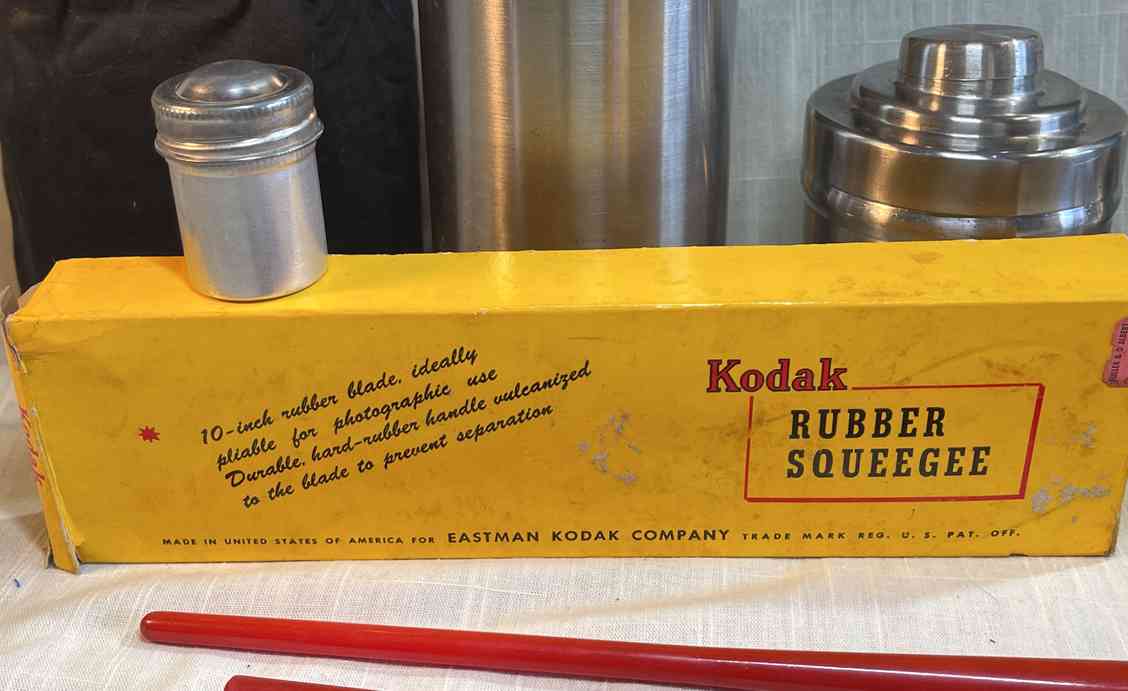 10-inch rubber blade, ideally
pliable for photographic use
Durable, hard-rubber handle vulcanized
to the blade to prevent separation
Kodak
RUBBER
SQUEEGEE
MADE IN UNITED STATES OF AMERICA FOR EASTMAN KODAK COMPANY TRADE MARK REG. U. S. PAT. OFF.